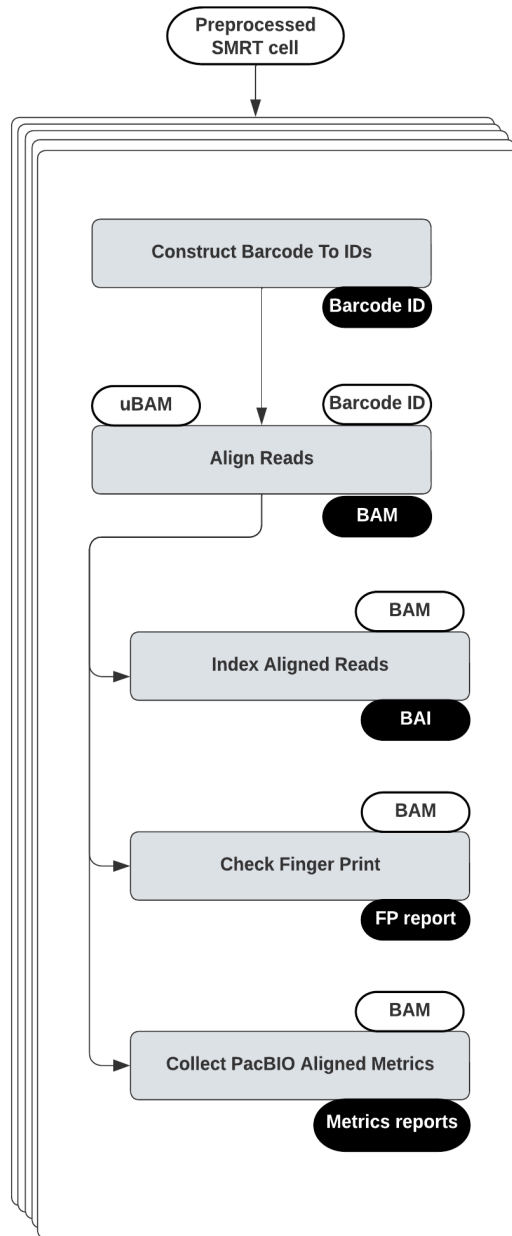 Preprocessed
SMRT cell
Construct Barcode To IDs
Barcode ID
uBAM
Barcode ID
Align Reads
BAM
BAM
Index Aligned Reads
BAI
BAM
Check Finger Print
FP report
BAM
Collect PacBIO Aligned Metrics
Metrics reports